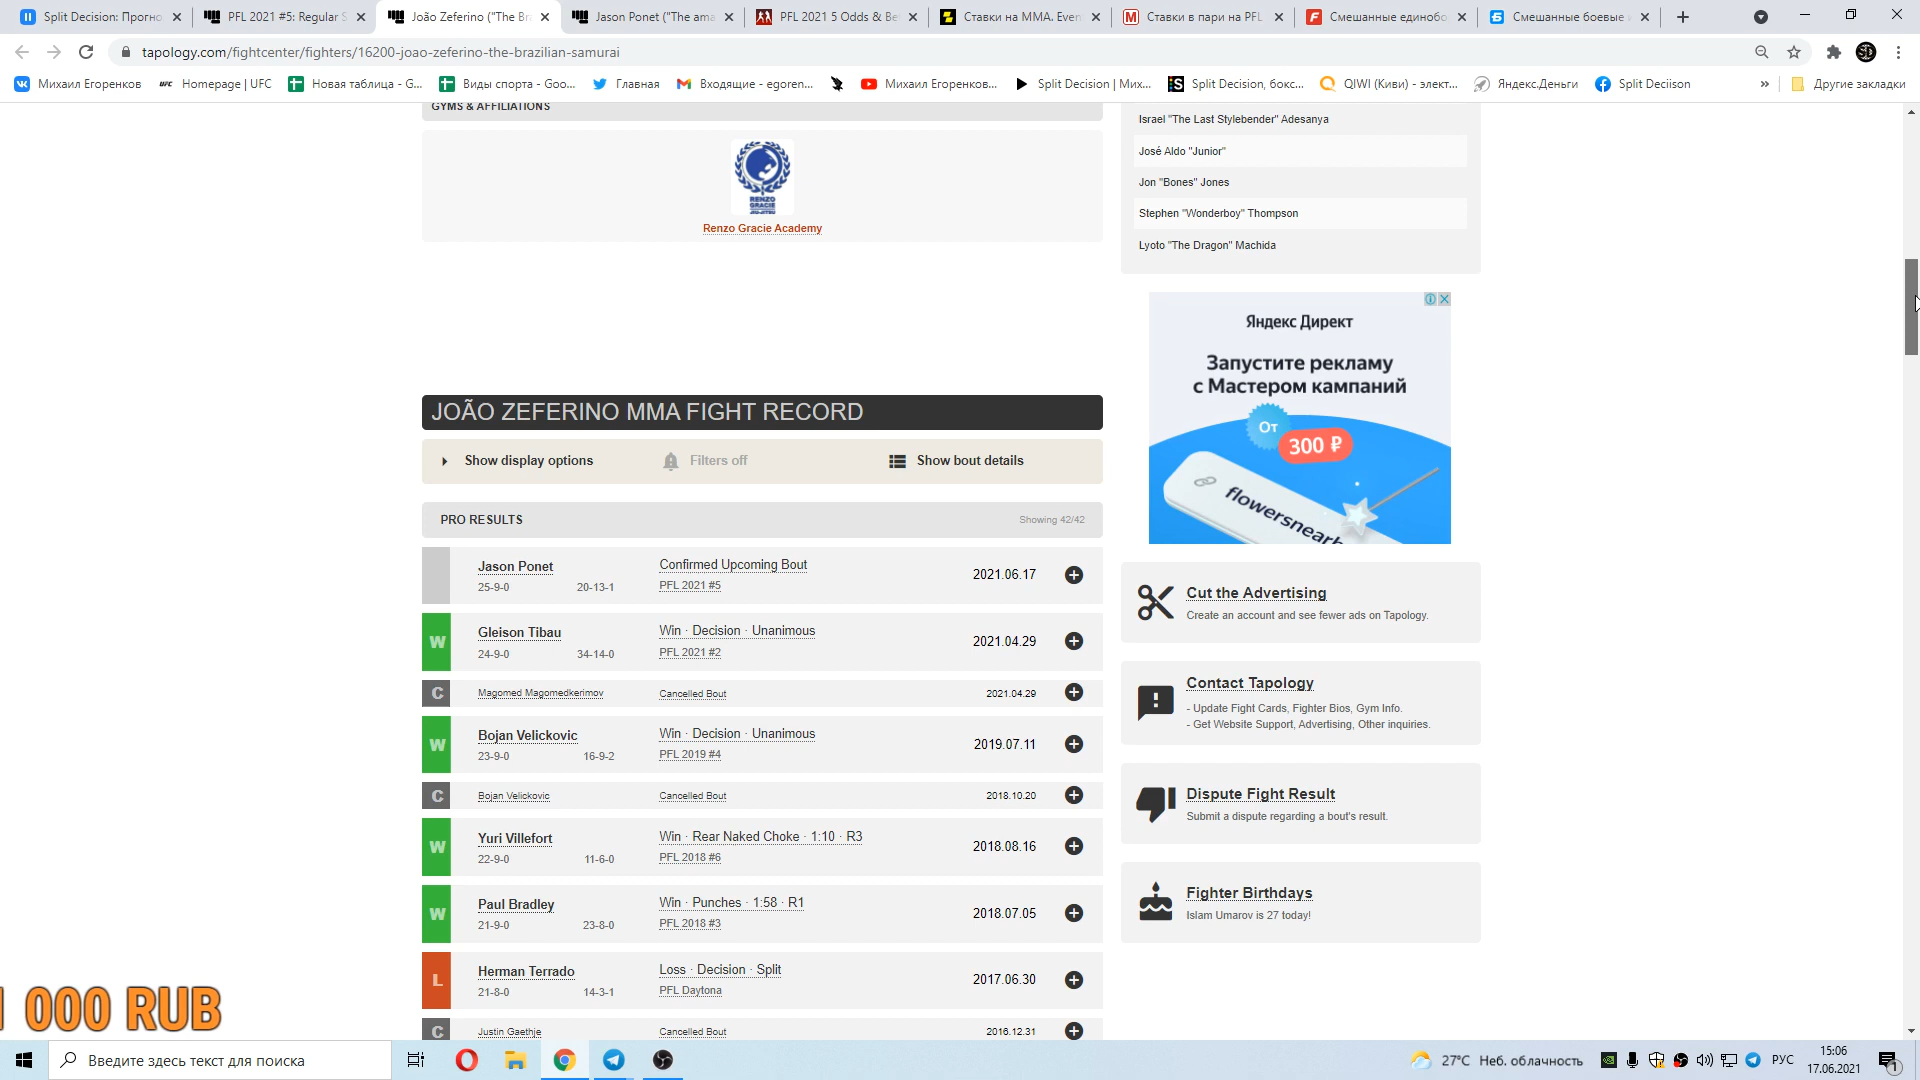 Split Decision: Прогно
PFL 2021 #5: Regular S
João Zeferino ("The Bra
Jason Ponet ("The ama
PFL 2021 5 Odds & Be
Ставки на ММА. Even
Ставки в пари на PFL
Смешанные единобо
Смешанные боевые
tapology.com/fightcenter/fighters/16200-joao-zeferino-the-brazilian-samurai
Михаил Егоренков
Homepage | UFC
Новая таблица - G...
Виды спорта - Goo...
Главная
Входящие - egoren...
Михаил Егоренков...
Split Decision | Мих...
Split Decision, бокс...
QIWI (Киви) - элект...
Яндекс.Деньги
Split Deciison
»
Другие закладки
GYMS & AFFILIATIONS
RENZO
GRACIE
JIU-JITSU
Renzo Gracie Academy
Israel "The Last Stylebender" Adesanya
José Aldo "Junior"
Jon "Bones" Jones
Stephen "Wonderboy" Thompson
Lyoto "The Dragon" Machida
Яндекс Директ
Запустите рекламу
с Мастером кампаний
От
300 ₽
flowersnearb
JOÃO ZEFERINO MMA FIGHT RECORD
Show display options
Filters off
Show bout details
PRO RESULTS
Showing 42/42
Jason Ponet
Confirmed Upcoming Bout
2021.06.17
25-9-0
20-13-1
PFL 2021 #5
W
Gleison Tibau
Win · Decision · Unanimous
2021.04.29
24-9-0
34-14-0
PFL 2021 #2
C
Magomed Magomedkerimov
Cancelled Bout
2021.04.29
W
Bojan Velickovic
Win · Decision · Unanimous
2019.07.11
23-9-0
16-9-2
PFL 2019 #4
C
Bojan Velickovic
Cancelled Bout
2018.10.20
W
Yuri Villefort
Win · Rear Naked Choke · 1:10 · R3
2018.08.16
22-9-0
11-6-0
PFL 2018 #6
W
Paul Bradley
Win · Punches · 1:58 · R1
2018.07.05
21-9-0
23-8-0
PFL 2018 #3
L
Herman Terrado
Loss · Decision · Split
2017.06.30
21-8-0
14-3-1
PFL Daytona
C
Justin Gaethje
Cancelled Bout
2016.12.31
Cut the Advertising
Create an account and see fewer ads on Tapology.
Contact Tapology
- Update Fight Cards, Fighter Bios, Gym Info.
- Get Website Support, Advertising, Other inquiries.
Dispute Fight Result
Submit a dispute regarding a bout's result.
Fighter Birthdays
Islam Umarov is 27 today!
000 RUB
Введите здесь текст для поиска
27°C Неб. облачность
РУС
15:06
17.06.2021
1